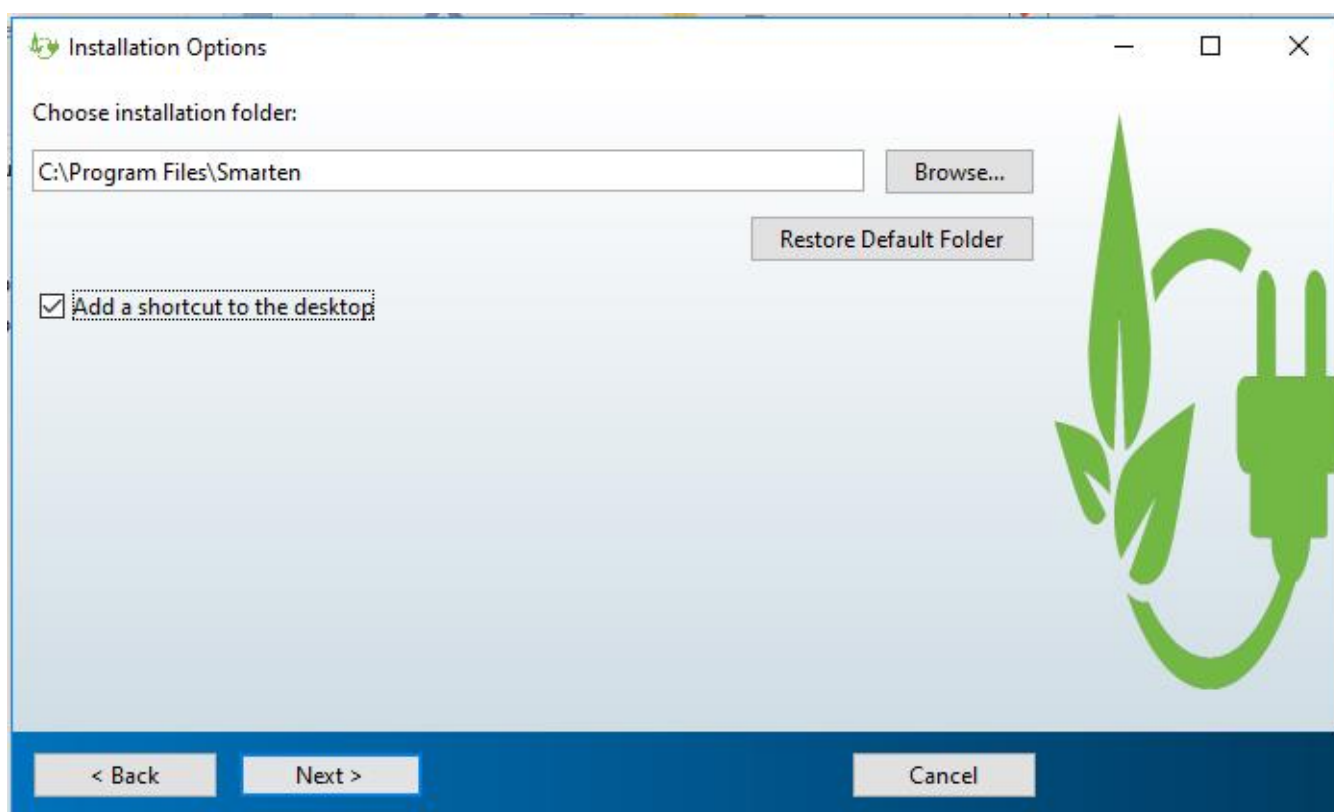 Installation Options
Choose installation folder:
C:\Program Files\Smarten
Browse...
Restore Default Folder
Add a shortcut to the desktop
< Back
Next >
Cancel